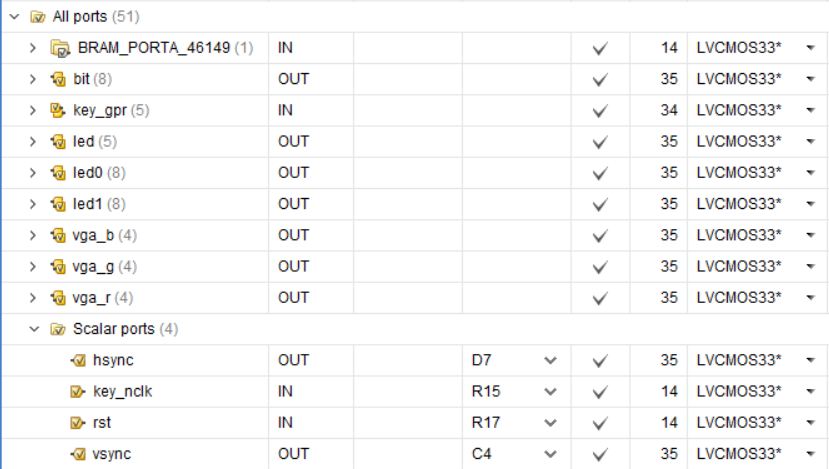 All ports (51)
BRAM_PORTA_46149 (1) IN 14 LVCMOS33*
bit (8) OUT 35 LVCMOS33*
key_gpr (5) IN 34 LVCMOS33*
led (5) OUT 35 LVCMOS33*
led0 (8) OUT 35 LVCMOS33*
led1 (8) OUT 35 LVCMOS33*
vga_b (4) OUT 35 LVCMOS33*
vga_g (4) OUT 35 LVCMOS33*
vga_r (4) OUT 35 LVCMOS33*
Scalar ports (4)
hsync OUT D7 35 LVCMOS33*
key_nclk IN R15 14 LVCMOS33*
rst IN R17 14 LVCMOS33*
vsync OUT C4 35 LVCMOS33*